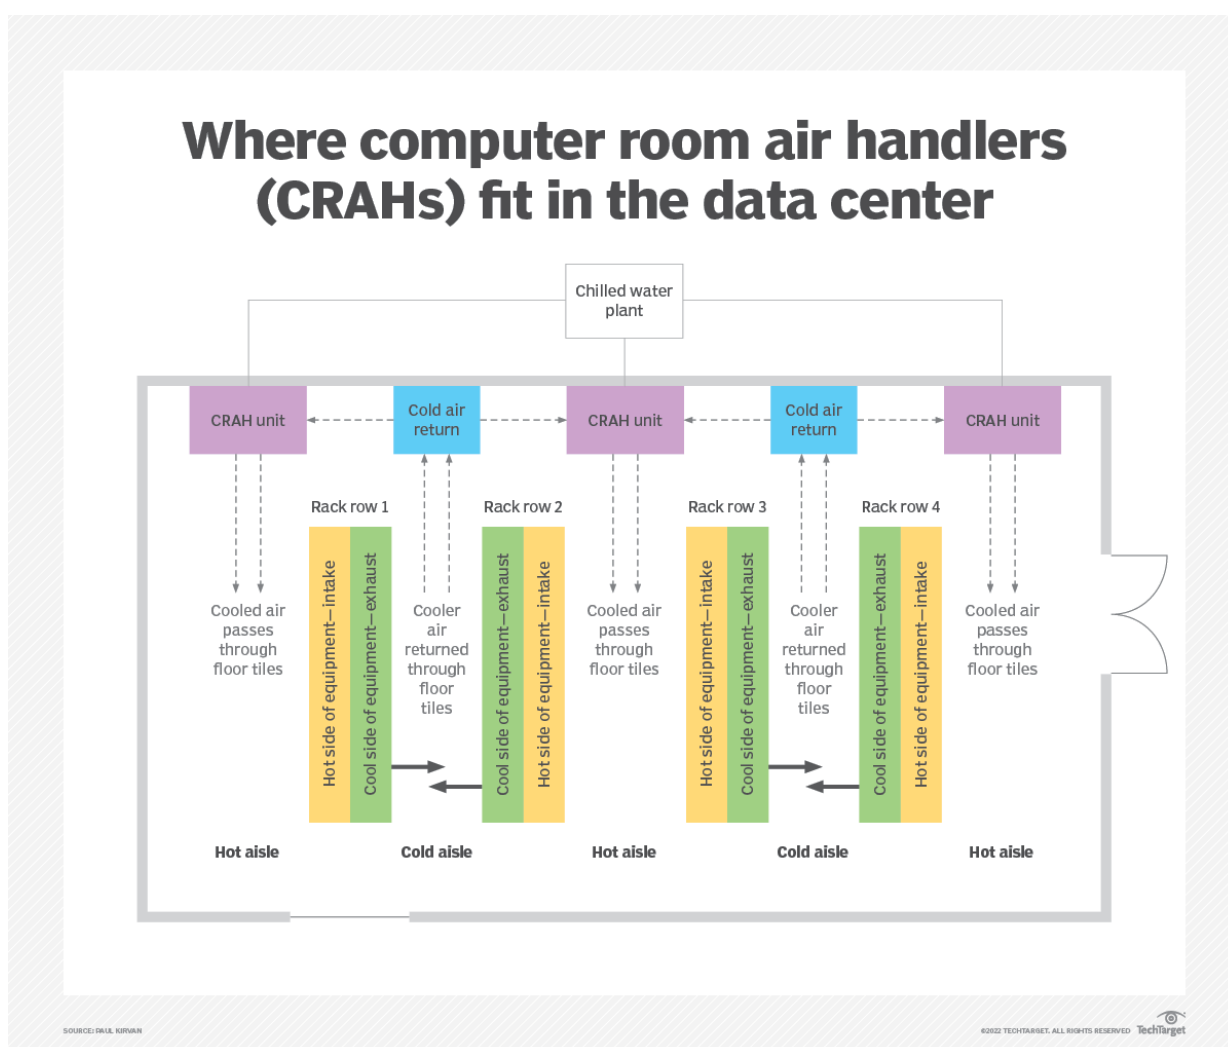 Where computer room air handlers
(CRAHs) fit in the data center
Chilled water
plant
CRAH unit
Cold air
return
CRAH unit
Cold air
return
CRAH unit
Rack row 1
Rack row 2
Rack row 3
Rack row 4
Cooled air
passes
through
floor tiles
Hot side of equipment—intake
Cool side of equipment—exhaust
Cooler
air
returned
through
floor
tiles
Cool side of equipment—exhaust
Hot side of equipment—intake
Cooled air
passes
through
floor tiles
Hot side of equipment—intake
Cool side of equipment—exhaust
Cooler
air
returned
through
floor
tiles
Cool side of equipment—exhaust
Hot side of equipment—intake
Cooled air
passes
through
floor tiles
Hot aisle
Cold aisle
Hot aisle
Cold aisle
Hot aisle
SOURCE: PAUL KIRVAN
©2022 TECHTARGET. ALL RIGHTS RESERVED
TechTarget